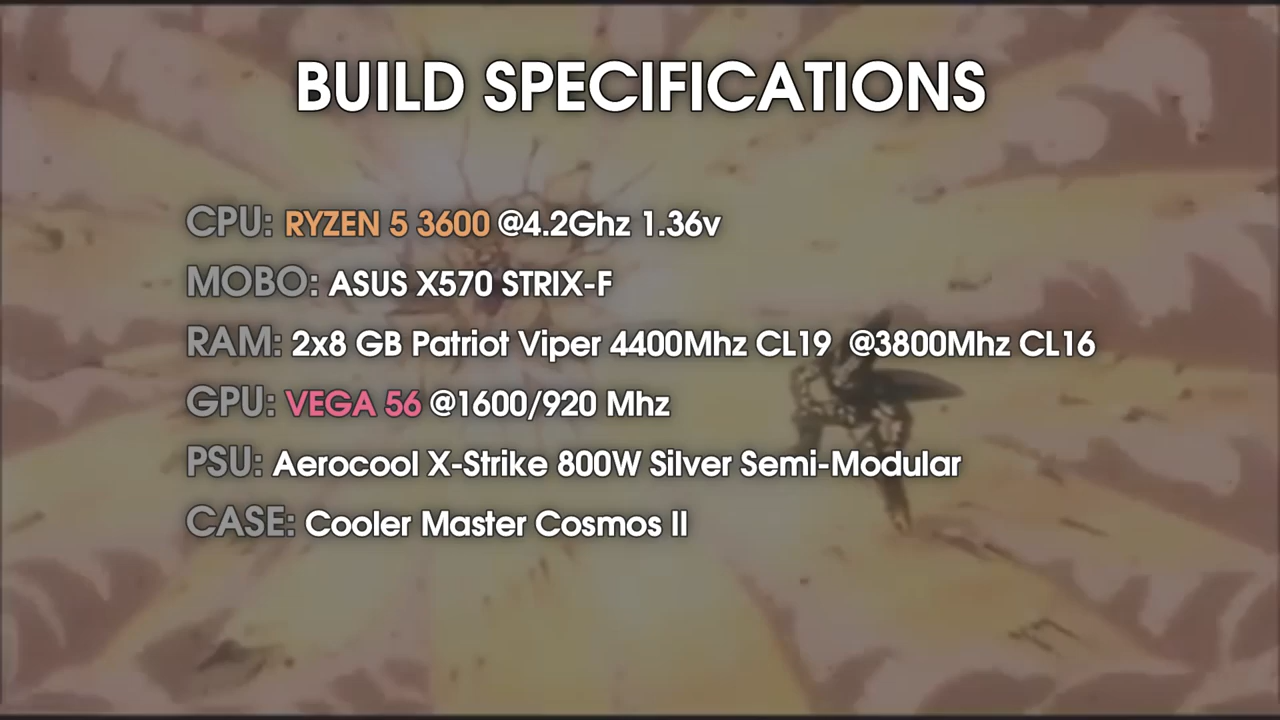 BUILD SPECIFICATIONS
CPU: RYZEN 5 3600 @4.2Ghz 1.36v
MOBO: ASUS X570 STRIX-F
RAM: 2x8 GB Patriot Viper 4400Mhz CL19 @3800Mhz CL16
GPU: VEGA 56 @1600/920 Mhz
PSU: Aerocool X-Strike 800W Silver Semi-Modular
CASE: Cooler Master Cosmos II